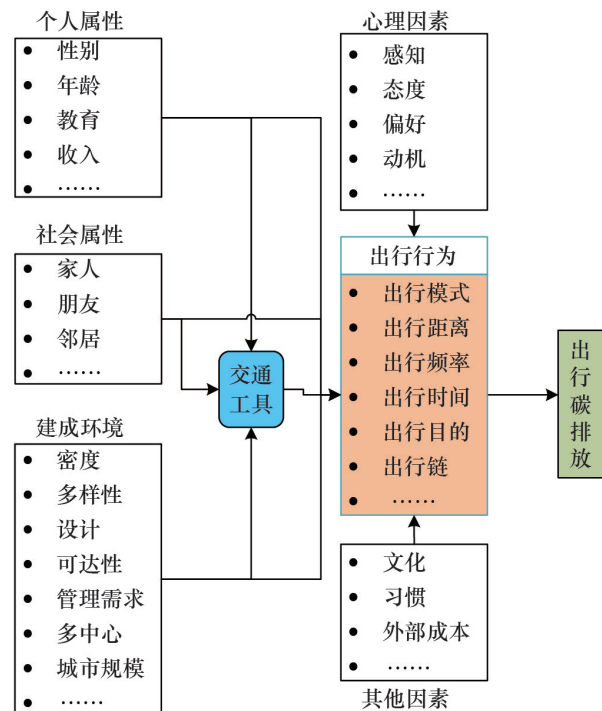 个人属性
● 性别
● 年龄
● 教育
● 收入
● ……
社会属性
● 家人
● 朋友
● 邻居
● ……
建成环境
● 密度
● 多样性
● 设计
● 可达性
● 管理需求
● 多中心
● 城市规模
● ……
交通
工具
心理因素
● 感知
● 态度
● 偏好
● 动机
● ……
出行行为
● 出行模式
● 出行距离
● 出行频率
● 出行时间
● 出行目的
● 出行链
● ……
● 文化
● 习惯
● 外部成本
● ……
其他因素
出行碳排放